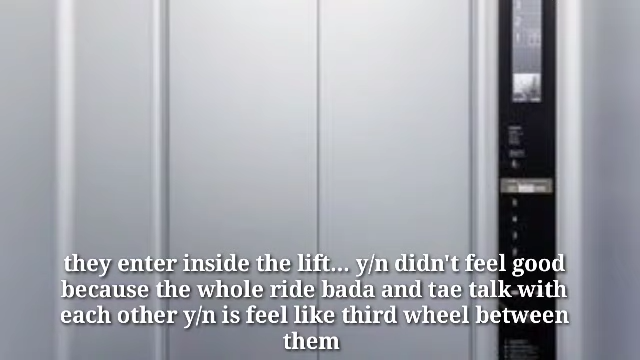 they enter inside the lift... y/n didn't feel good
because the whole ride bada and tae talk with
each other y/n is feel like third wheel between
them